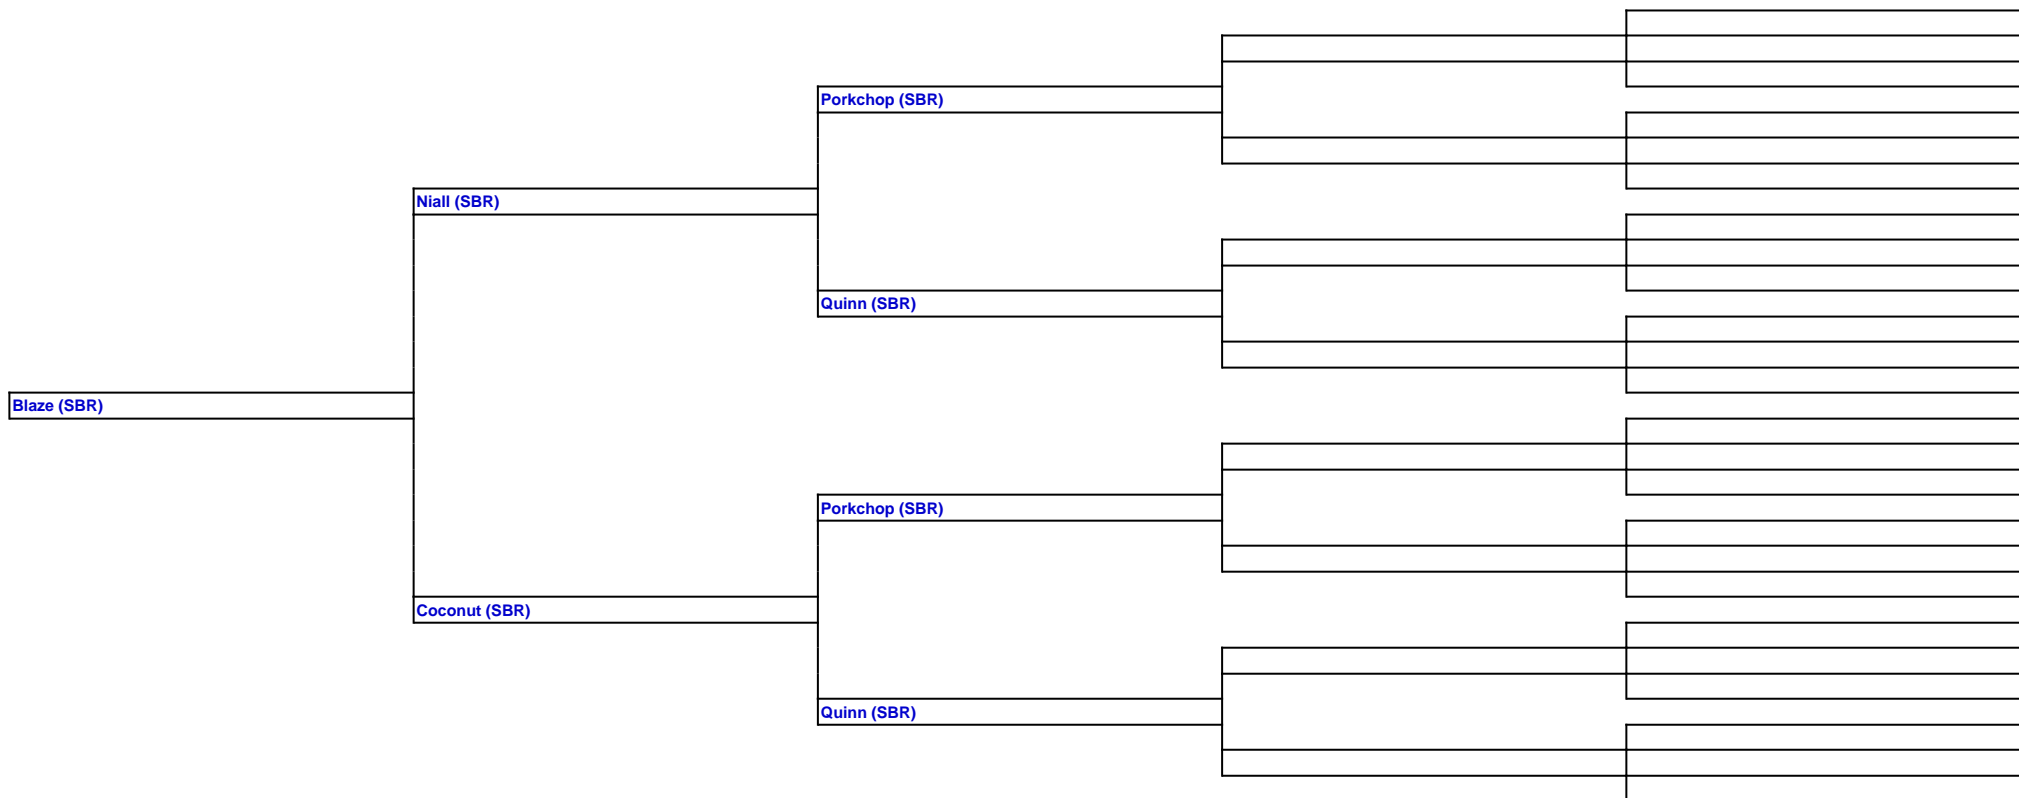 Porkchop (SBR)
Niall (SBR)
Quinn (SBR)
Blaze (SBR)
Porkchop (SBR)
Coconut (SBR)
Quinn (SBR)